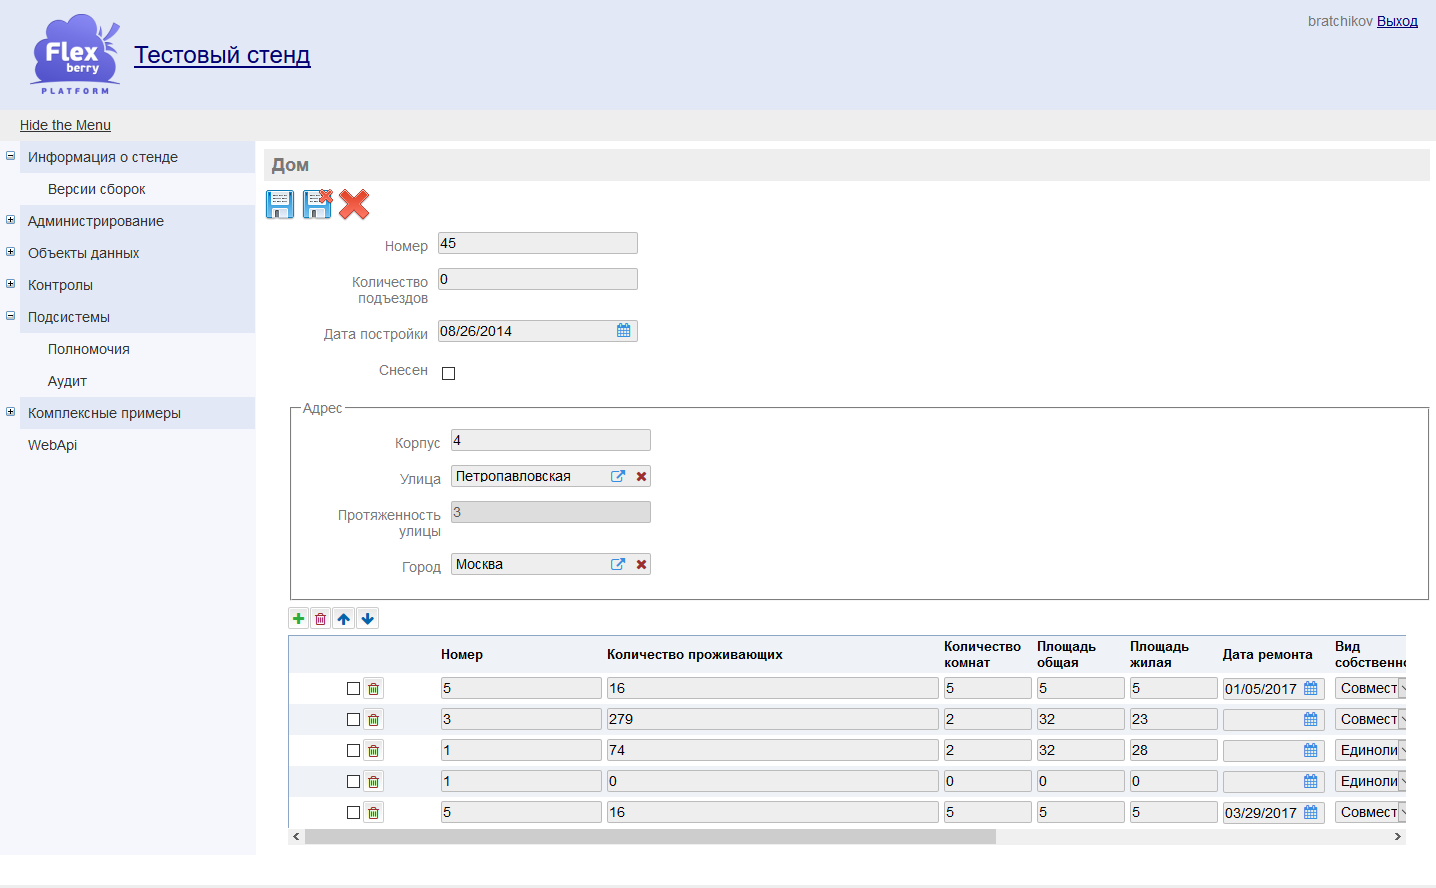 Flex
berry
PLATFORM
Тестовый стенд
bratchikov Выход
Hide the Menu
Информация о стенде
Версии сборок
Администрирование
Объекты данных
Контролы
Подсистемы
Полномочия
Аудит
Комплексные примеры
WebApi
Дом
Номер 45
Количество подъездов 0
Дата постройки 08/26/2014
Снесен
Адрес
Корпус 4
Улица Петропавловская
Протяженность улицы 3
Город Москва
Номер Количество проживающих Количество комнат Площадь общая Площадь жилая Дата ремонта Вид собственно
5 16 5 5 5 01/05/2017 Совмест
3 279 2 32 23 Совмест
1 74 2 32 28 Единоли
1 0 0 0 0 Единоли
5 16 5 5 5 03/29/2017 Совмест